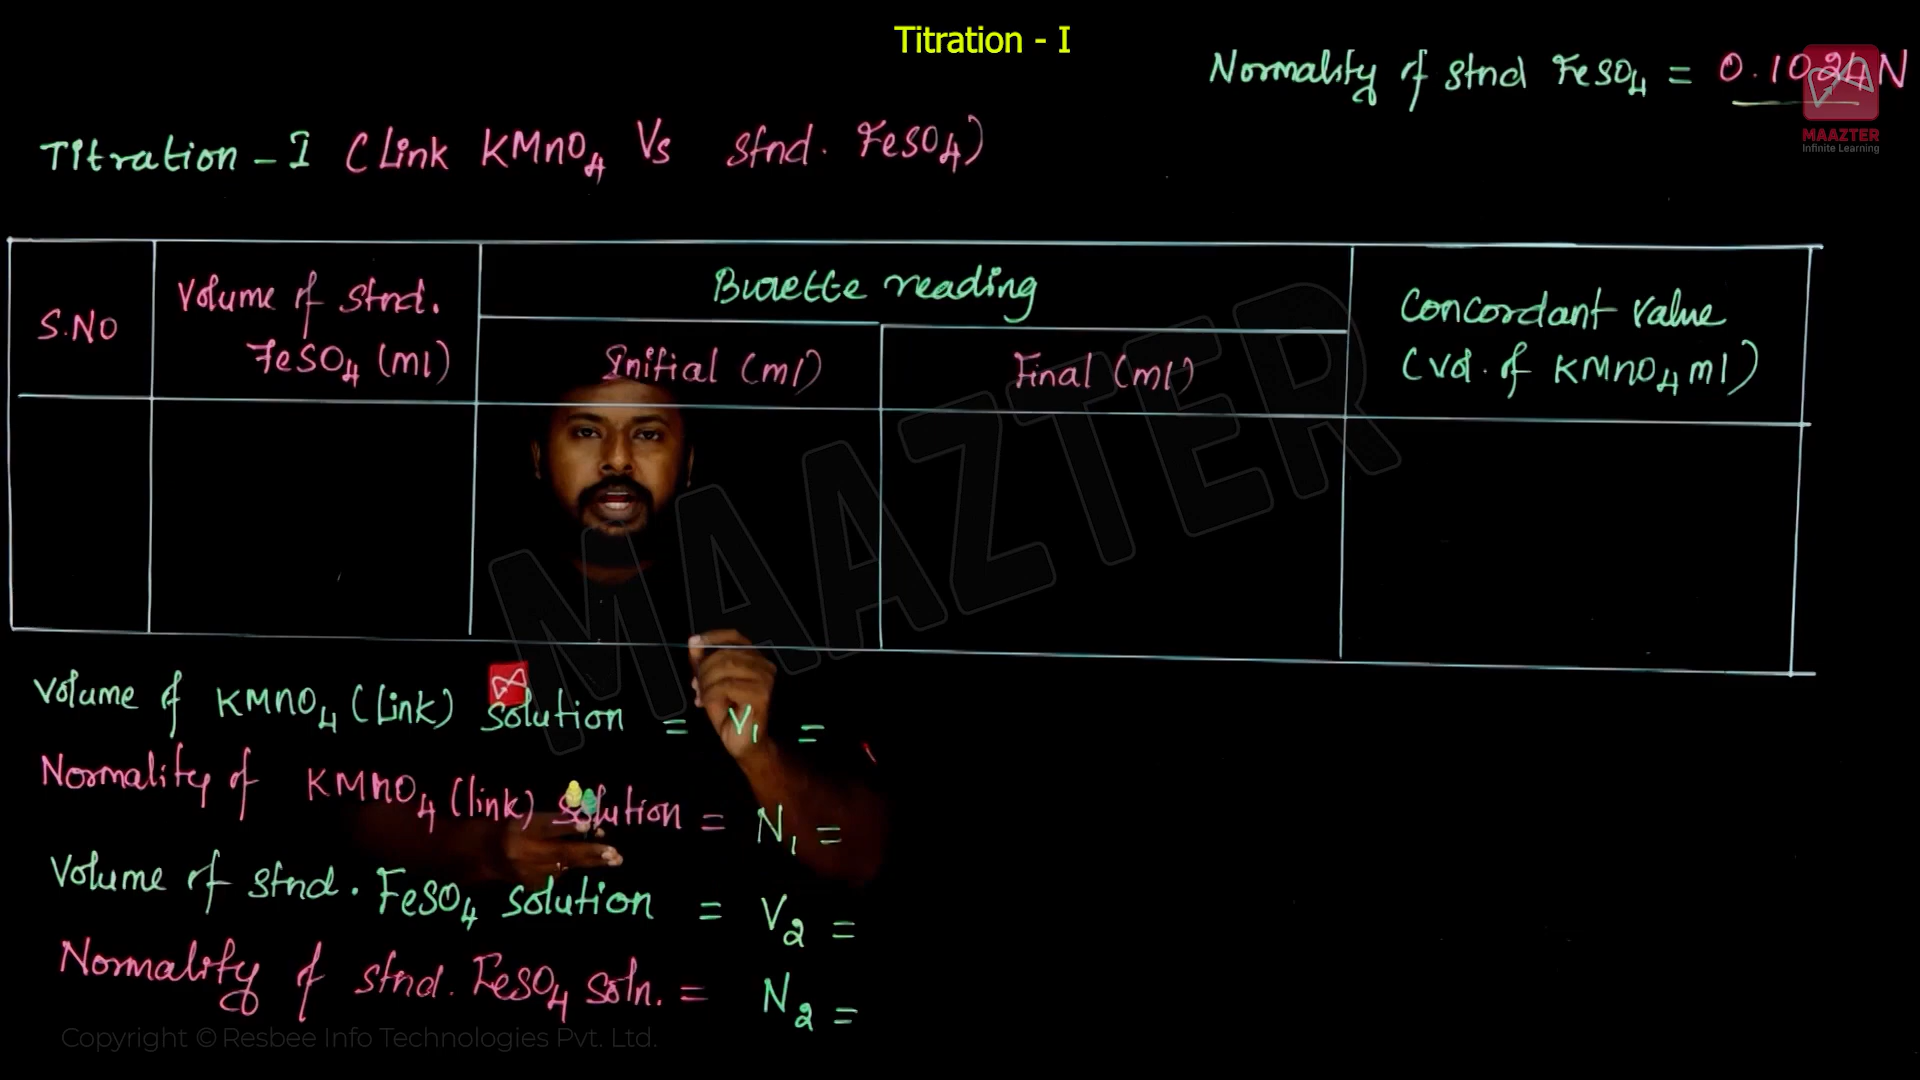 Titration - I
Normality of stnd FeSO4 = 0.1024 N
MAAZTER
Infinite Learning
Titration - I (Link KMnO4 Vs stnd. FeSO4)
S.NO
Volume of stnd. FeSO4 (ml)
Burette reading
Initial (ml)
Final (ml)
Concordant value
(vol. of KMnO4 ml)
MAAZTER
Volume of KMnO4 (Link) solution = V1 =
Normality of KMnO4 (link) solution = N1 =
Volume of stnd. FeSO4 solution = V2 =
Normality of stnd. FeSO4 soln. = N2 =
Copyright © Resbee Info Technologies Pvt. Ltd.